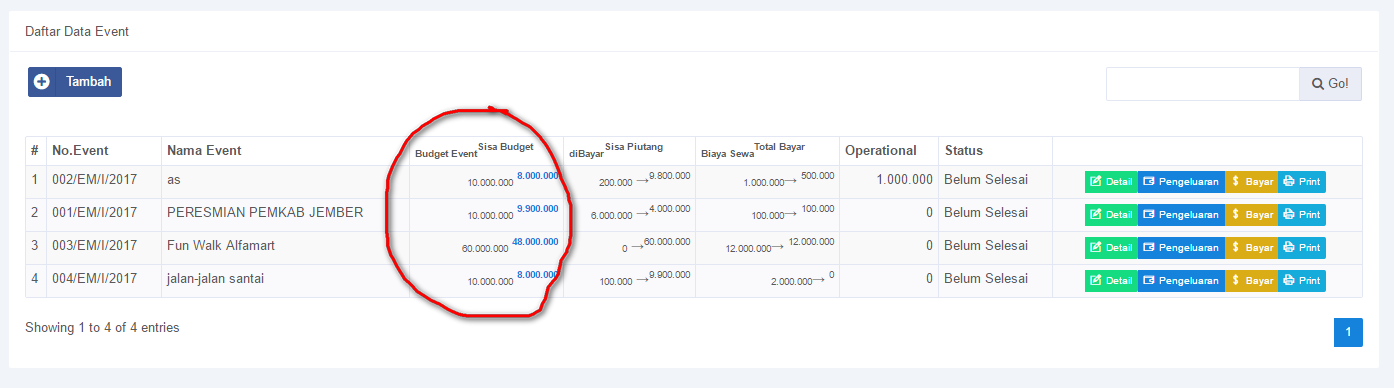 Daftar Data Event
Tambah
Go!
# No.Event Nama Event Budget Event Sisa Budget diBayar Sisa Piutang Biaya Sewa Total Bayar Operational Status
1 002/EM/I/2017 as 10.000.000 8.000.000 200.000 →9.800.000 1.000.000→ 500.000 1.000.000 Belum Selesai Detail Pengeluaran $ Bayar Print
2 001/EM/I/2017 PERESMIAN PEMKAB JEMBER 10.000.000 9.900.000 6.000.000 →4.000.000 100.000→ 100.000 0 Belum Selesai Detail Pengeluaran $ Bayar Print
3 003/EM/I/2017 Fun Walk Alfamart 60.000.000 48.000.000 0 →60.000.000 12.000.000→ 12.000.000 0 Belum Selesai Detail Pengeluaran $ Bayar Print
4 004/EM/I/2017 jalan-jalan santai 10.000.000 8.000.000 100.000 →9.900.000 2.000.000→ 0 0 Belum Selesai Detail Pengeluaran $ Bayar Print
Showing 1 to 4 of 4 entries
1